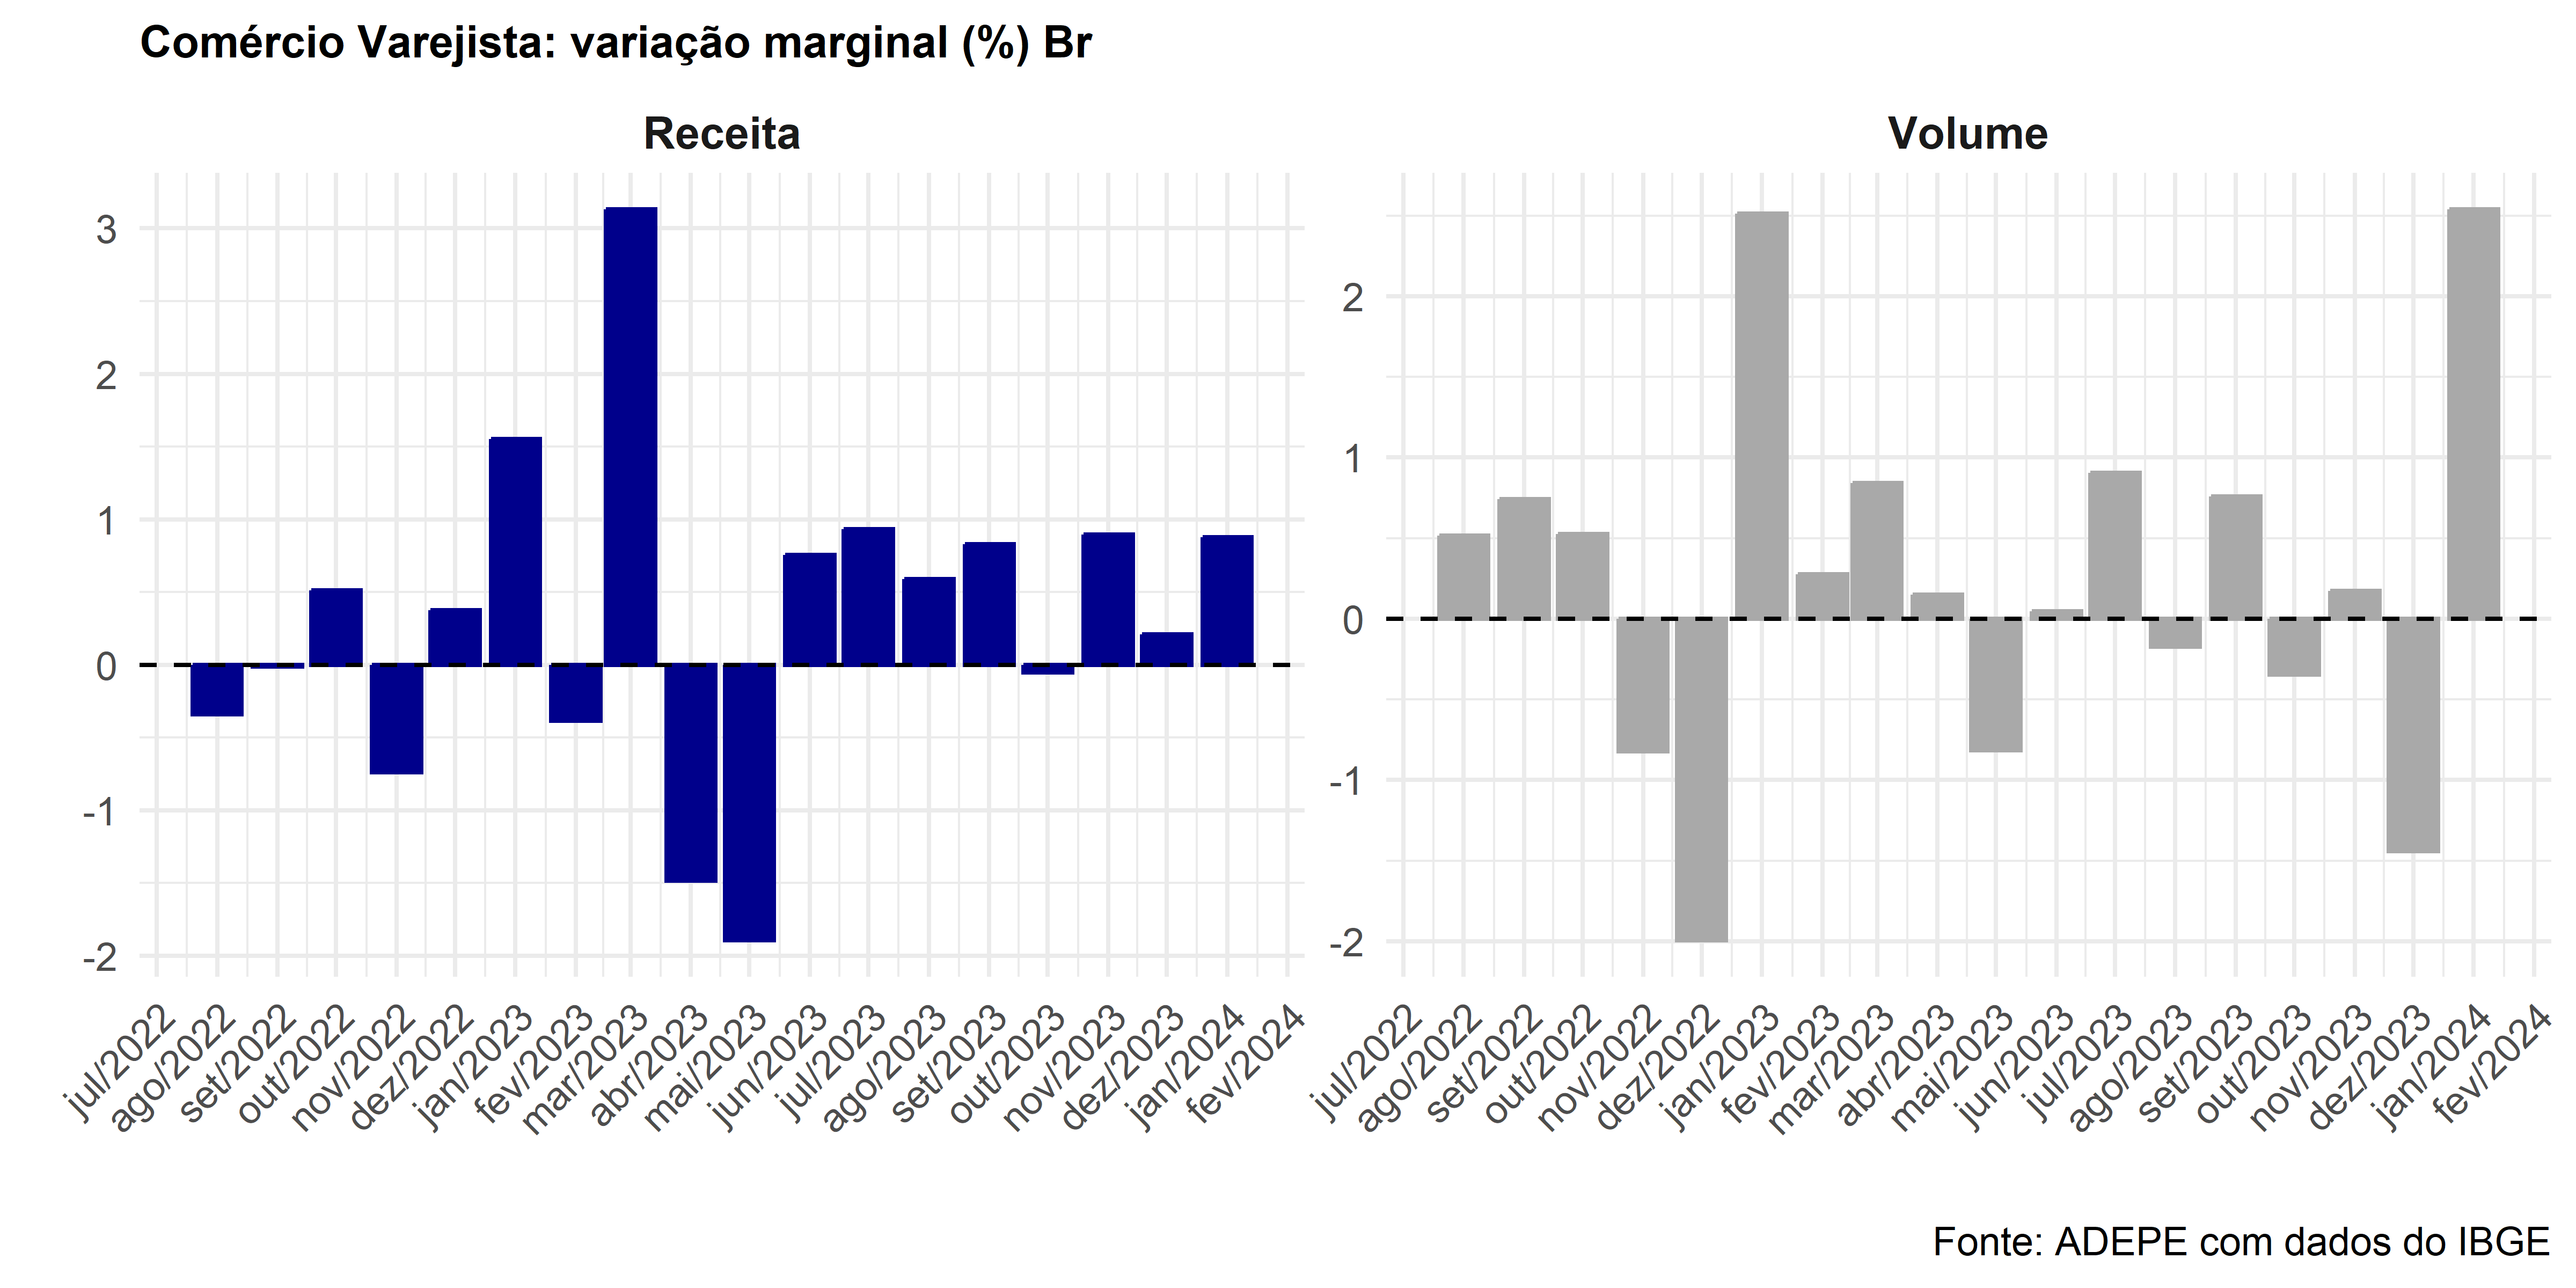 Comércio Varejista: variação marginal (%) Br
Receita
3
2
1
0
-1
-2
jul/2022
ago/2022
set/2022
out/2022
nov/2022
dez/2022
jan/2023
fev/2023
mar/2023
abr/2023
mai/2023
jun/2023
jul/2023
ago/2023
set/2023
out/2023
nov/2023
dez/2023
jan/2024
fev/2024
Volume
2
1
0
-1
-2
jul/2022
ago/2022
set/2022
out/2022
nov/2022
dez/2022
jan/2023
fev/2023
mar/2023
abr/2023
mai/2023
jun/2023
jul/2023
ago/2023
set/2023
out/2023
nov/2023
dez/2023
jan/2024
fev/2024
Fonte: ADEPE com dados do IBGE